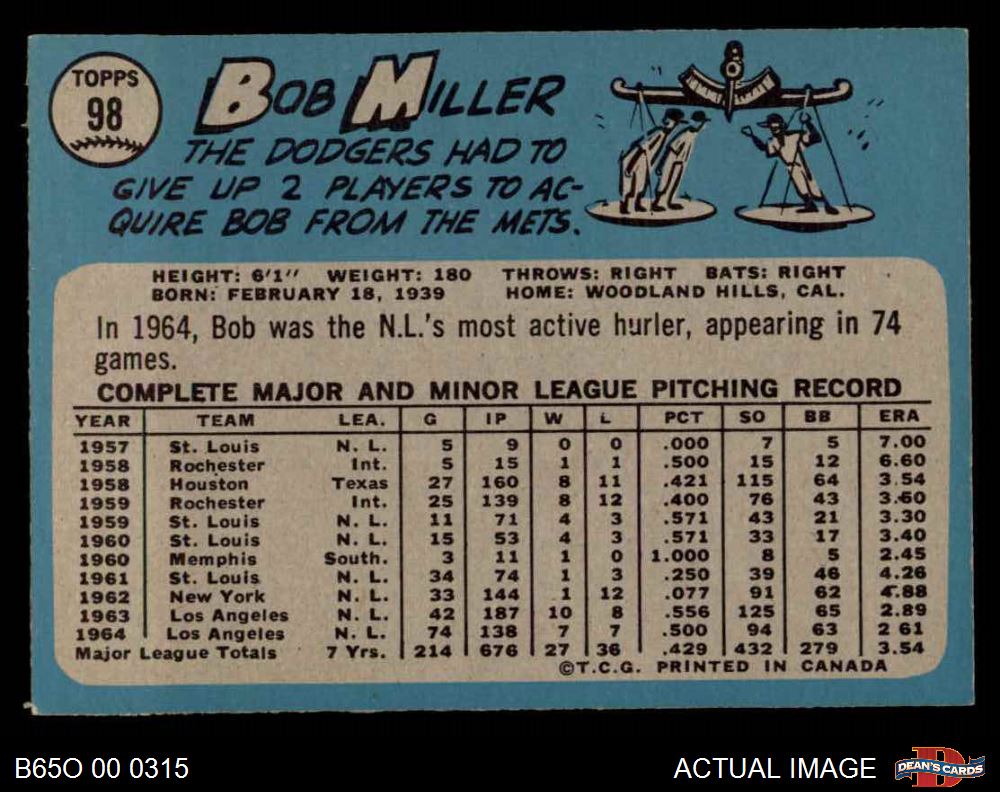 TOPPS
98
BOB MILLER
THE DODGERS HAD TO
GIVE UP 2 PLAYERS TO AC-
QUIRE BOB FROM THE METS.
HEIGHT: 6'1" WEIGHT: 180 THROWS: RIGHT BATS: RIGHT
BORN: FEBRUARY 18, 1939 HOME: WOODLAND HILLS, CAL.
In 1964, Bob was the N.L.'s most active hurler, appearing in 74
games.
COMPLETE MAJOR AND MINOR LEAGUE PITCHING RECORD
YEAR TEAM LEA. G IP W L PCT SO BB ERA
1957 St. Louis N. L. 5 9 0 0 .000 7 5 7.00
1958 Rochester Int. 5 15 1 1 .500 15 12 6.60
1958 Houston Texas 27 160 8 11 .421 115 64 3.54
1959 Rochester Int. 25 139 8 12 .400 76 43 3.60
1959 St. Louis N. L. 11 71 4 3 .571 43 21 3.30
1960 St. Louis N. L. 15 53 4 3 .571 33 17 3.40
1960 Memphis South. 3 11 1 0 1.000 8 5 2.45
1961 St. Louis N. L. 34 74 1 3 .250 39 46 4.26
1962 New York N. L. 33 144 1 12 .077 91 62 4.88
1963 Los Angeles N. L. 42 187 10 8 .556 125 65 2.89
1964 Los Angeles N. L. 74 138 7 7 .500 94 63 2 61
Major League Totals 7 Yrs. 214 676 27 36 .429 432 279 3.54
©T.C.G. PRINTED IN CANADA
B65O 00 0315
ACTUAL IMAGE
DEAN'S CARDS